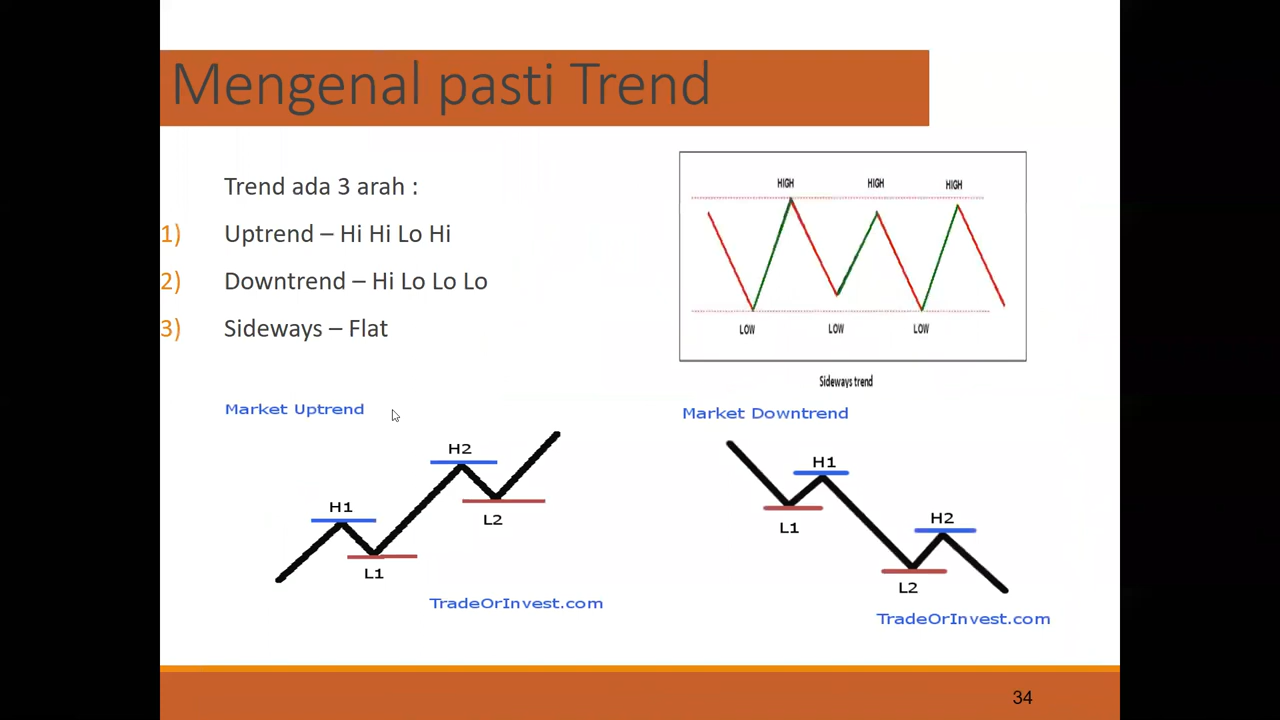 Mengenal pasti Trend
Trend ada 3 arah :
1) Uptrend – Hi Hi Lo Hi
2) Downtrend – Hi Lo Lo Lo
3) Sideways – Flat
HIGH HIGH HIGH
LOW LOW LOW
Sideways trend
Market Uptrend
H2
H1
L2
L1
TradeOrInvest.com
Market Downtrend
H1
L1
H2
L2
TradeOrInvest.com
34